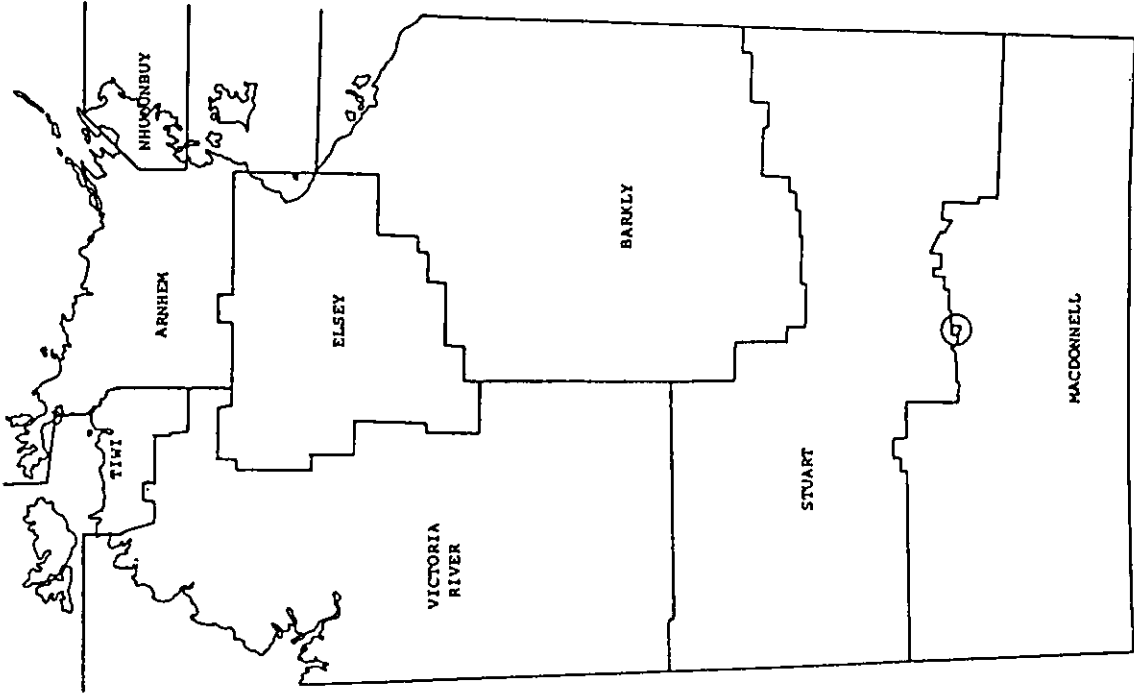 NHULUNBUY
ARNHEM
TIWI
ELSEY
BARKLY
VICTORIA
RIVER
STUART
MACDONNELL